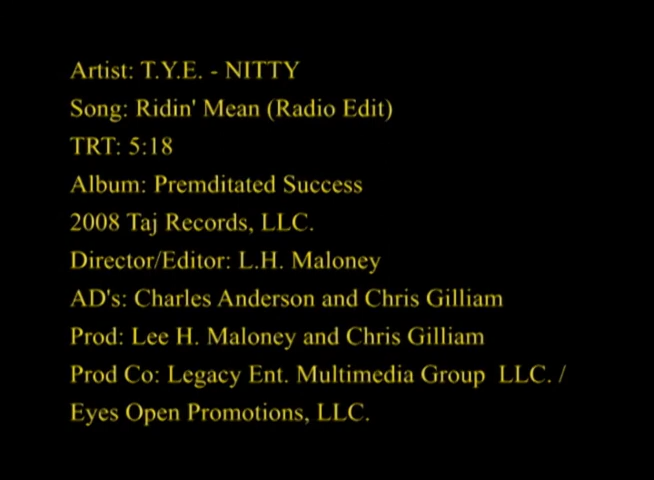 Artist: T.Y.E. - NITTY
Song: Ridin' Mean (Radio Edit)
TRT: 5:18
Album: Premditated Success
2008 Taj Records, LLC.
Director/Editor: L.H. Maloney
AD's: Charles Anderson and Chris Gilliam
Prod: Lee H. Maloney and Chris Gilliam
Prod Co: Legacy Ent. Multimedia Group LLC. /
Eyes Open Promotions, LLC.